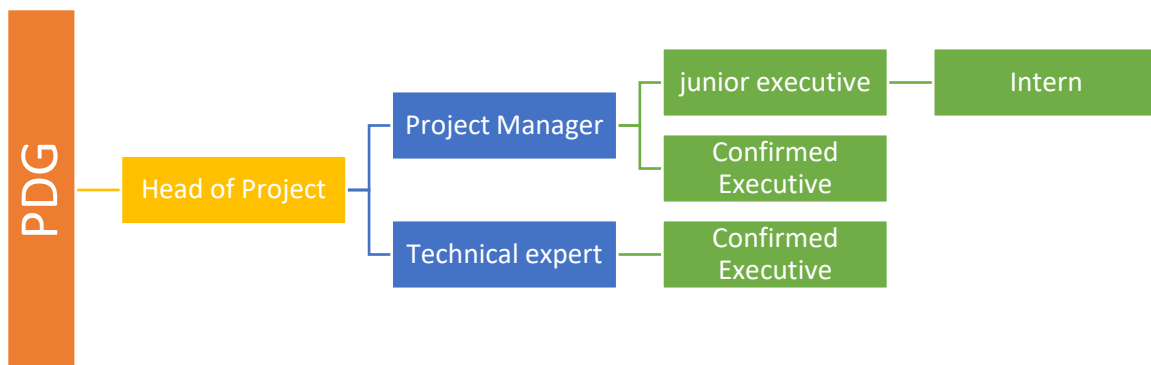 PDG
Head of Project
Project Manager
junior executive
Intern
Confirmed
Executive
Technical expert
Confirmed
Executive